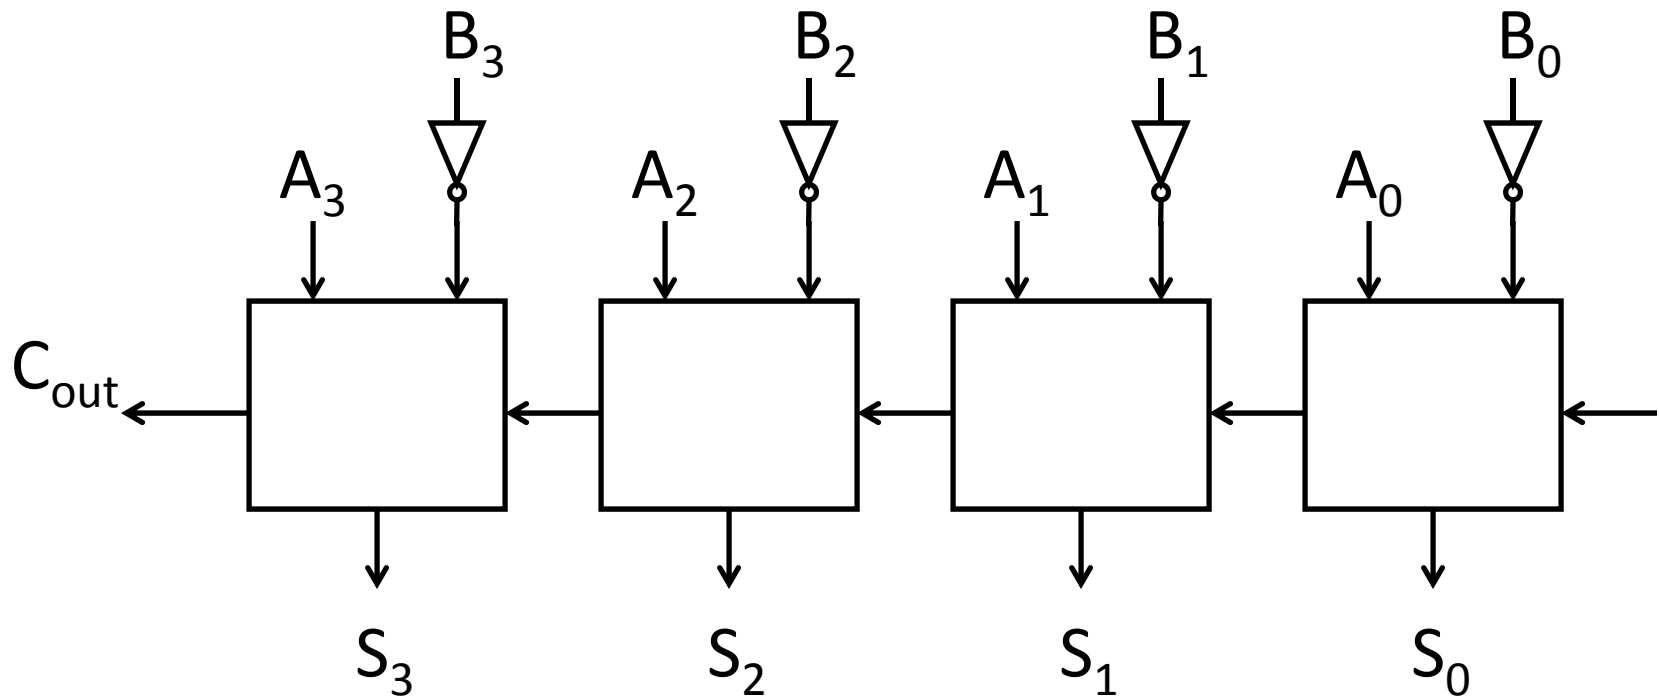 B₃ B₂ B₁ B₀
A₃ A₂ A₁ A₀
Cₒᵤₜ
S₃ S₂ S₁ S₀